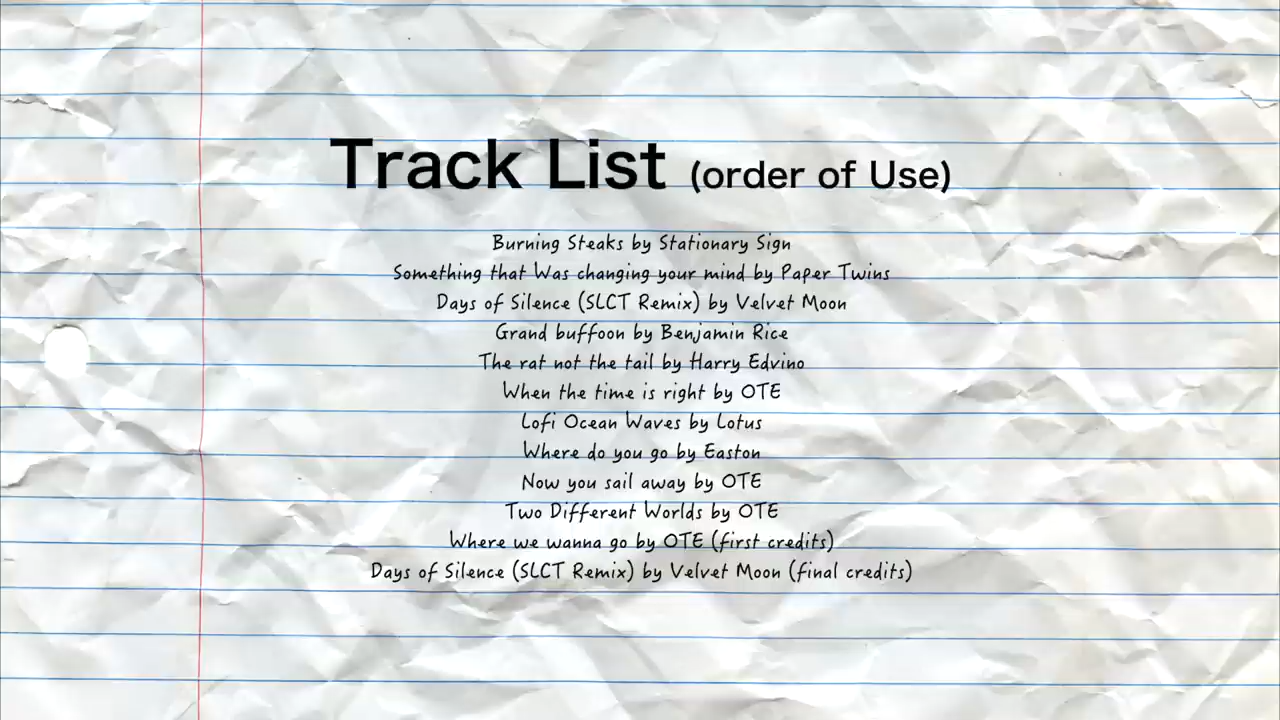 Track List (order of Use)
Burning Steaks by Stationary Sign
Something that Was changing your mind by Paper Twins
Days of Silence (SLCT Remix) by Velvet Moon
Grand buffoon by Benjamin Rice
The rat not the tail by Harry Edvino
When the time is right by OTE
Lofi Ocean Waves by Lotus
Where do you go by Easton
Now you sail away by OTE
Two Different Worlds by OTE
Where we wanna go by OTE (first credits)
Days of Silence (SLCT Remix) by Velvet Moon (final credits)